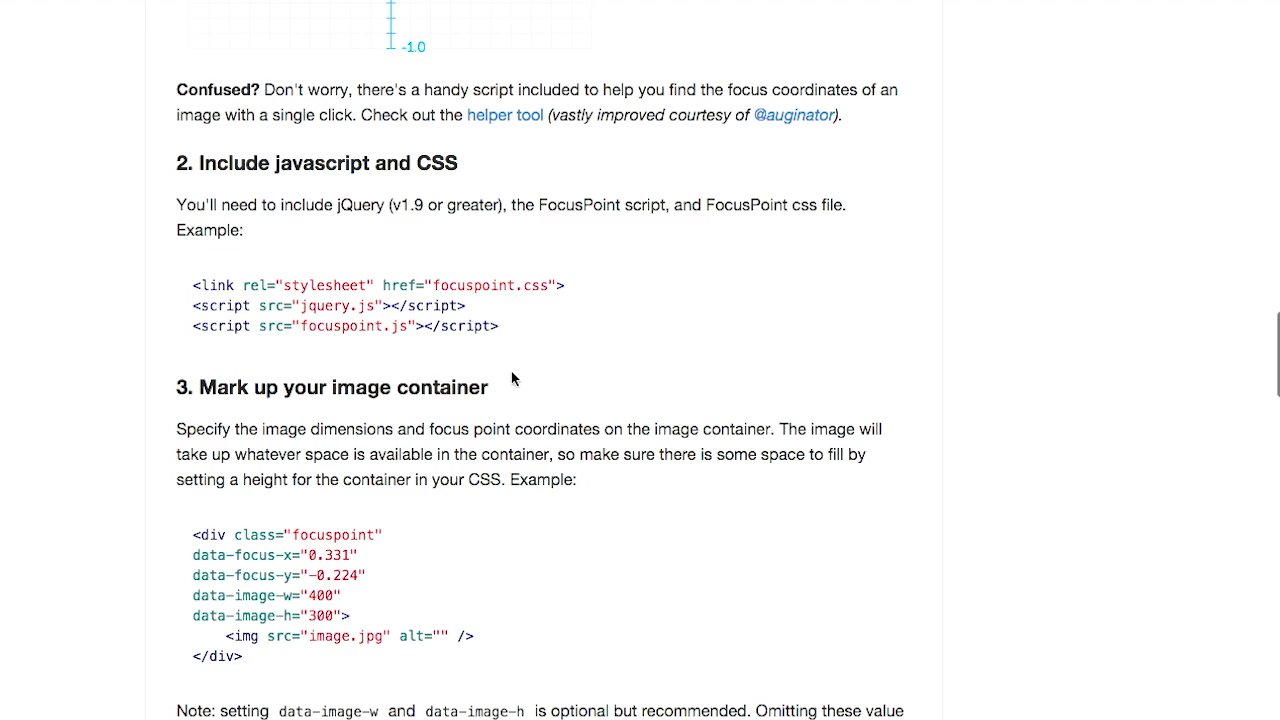 -1.0
Confused? Don't worry, there's a handy script included to help you find the focus coordinates of an
image with a single click. Check out the helper tool (vastly improved courtesy of @auginator).
2. Include javascript and CSS
You'll need to include jQuery (v1.9 or greater), the FocusPoint script, and FocusPoint css file.
Example:
<link rel="stylesheet" href="focuspoint.css">
<script src="jquery.js"></script>
<script src="focuspoint.js"></script>
3. Mark up your image container
Specify the image dimensions and focus point coordinates on the image container. The image will
take up whatever space is available in the container, so make sure there is some space to fill by
setting a height for the container in your CSS. Example:
<div class="focuspoint"
data-focus-x="0.331"
data-focus-y="-0.224"
data-image-w="400"
data-image-h="300">
<img src="image.jpg" alt="" />
</div>
Note: setting data-image-w and data-image-h is optional but recommended. Omitting these value